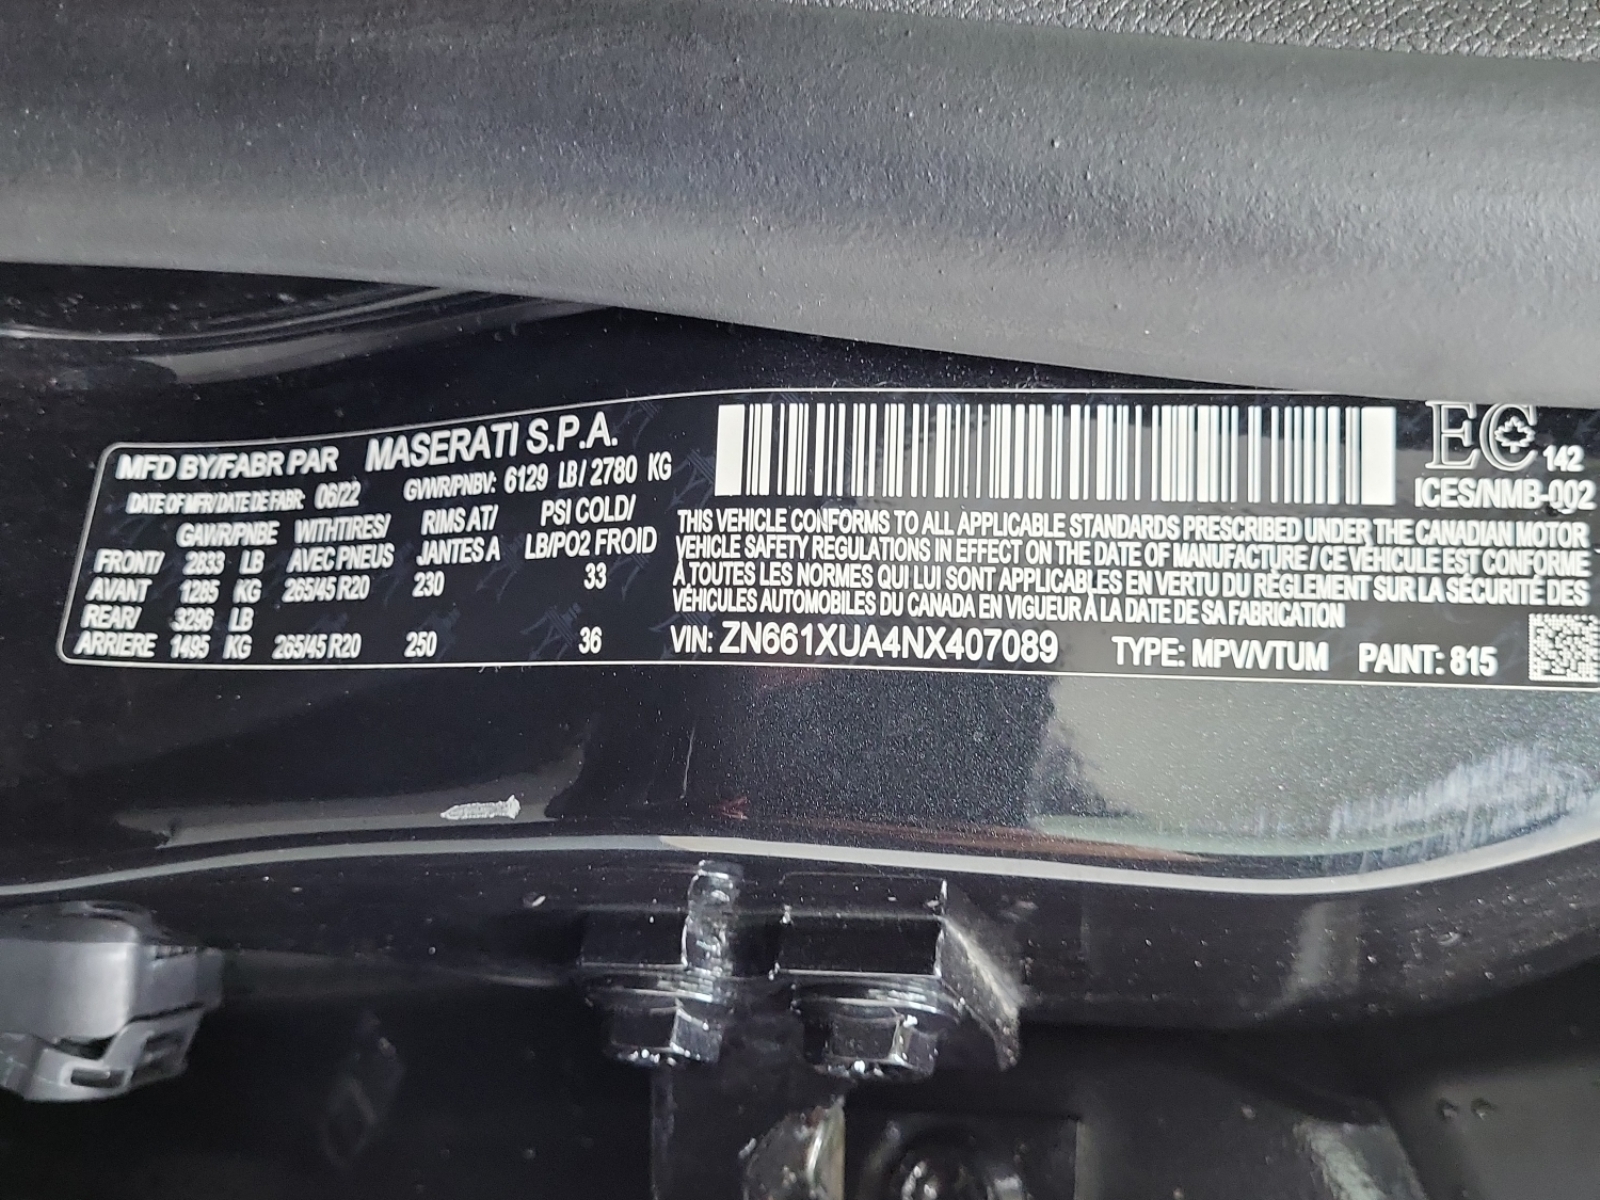 MFD BY/FABR PAR MASERATI S.P.A.
DATE OF MFR/DATE DE FABR: 06/22 GVWR/PNBV: 6129 LB/ 2780 KG
GAWR/PNBE WITH TIRES/ RIMS AT/ PSI COLD/
FRONT/ 2833 LB AVEC PNEUS JANTES A LB/PO2 FROID
AVANT 1285 KG 265/45 R20 230 33
REAR/ 3296 LB
ARRIERE 1495 KG 265/45 R20 250 36
EC 142
ICES/NMB-002
THIS VEHICLE CONFORMS TO ALL APPLICABLE STANDARDS PRESCRIBED UNDER THE CANADIAN MOTOR
VEHICLE SAFETY REGULATIONS IN EFFECT ON THE DATE OF MANUFACTURE / CE VÉHICULE EST CONFORME
À TOUTES LES NORMES QUI LUI SONT APPLICABLES EN VERTU DU RÈGLEMENT SUR LA SÉCURITÉ DES
VÉHICULES AUTOMOBILES DU CANADA EN VIGUEUR À LA DATE DE SA FABRICATION
VIN: ZN661XUA4NX407089 TYPE: MPV/VTUM PAINT: 815